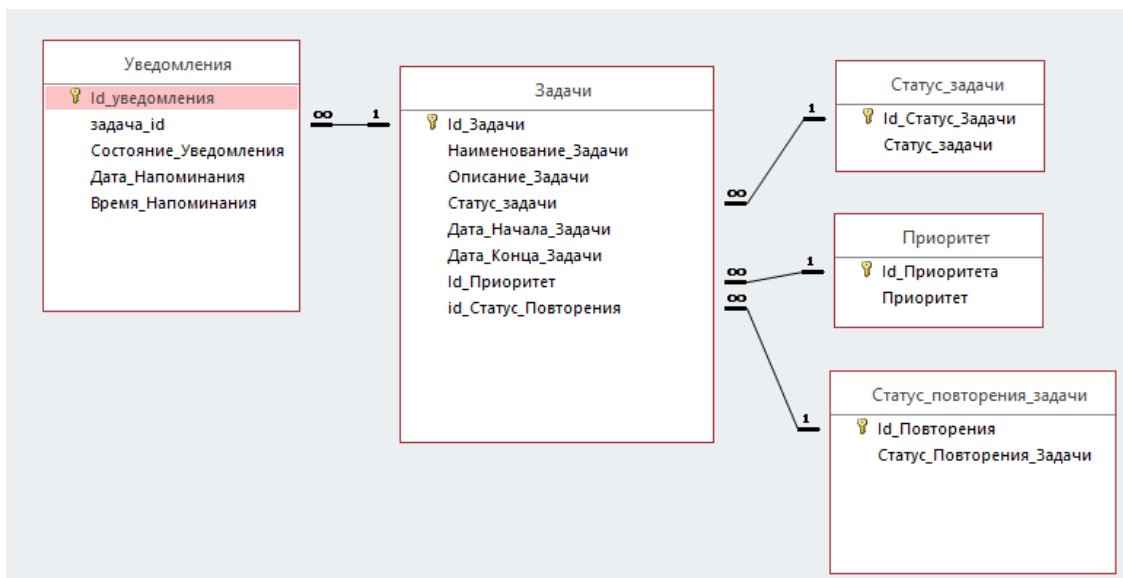 Уведомления
Id_уведомления
задача_id
Состояние_Уведомления
Дата_Напоминания
Время_Напоминания
∞ 1
Задачи
Id_Задачи
Наименование_Задачи
Описание_Задачи
Статус_задачи
Дата_Начала_Задачи
Дата_Конца_Задачи
Id_Приоритет
id_Статус_Повторения
∞ 1
Статус_задачи
Id_Статус_Задачи
Статус_задачи
∞ 1
Приоритет
Id_Приоритета
Приоритет
∞ 1
Статус_повторения_задачи
Id_Повторения
Статус_Повторения_Задачи